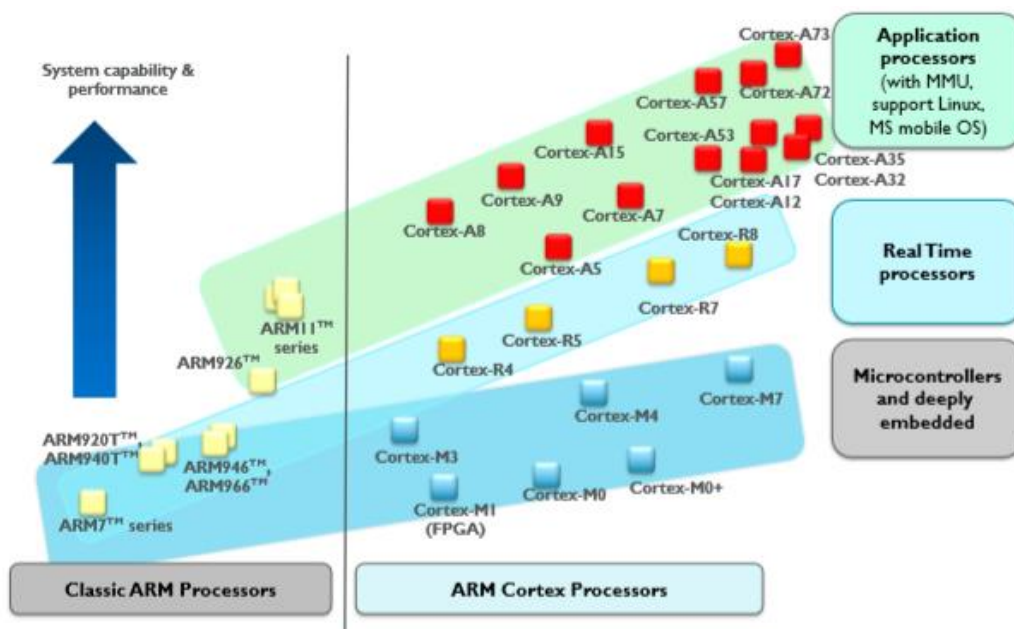 System capability &
performance
Cortex-A73
Cortex-A57
Cortex-A72
Cortex-A15
Cortex-A53
Cortex-A35
Cortex-A32
Cortex-A17
Cortex-A12
Cortex-A9
Cortex-A8
Cortex-A7
Cortex-A5
Cortex-R8
Cortex-R7
Cortex-R5
Cortex-R4
ARM11™
series
ARM926™
ARM920T™,
ARM940T™
ARM946™,
ARM966™
ARM7™ series
Cortex-M7
Cortex-M4
Cortex-M3
Cortex-M0+
Cortex-M0
Cortex-M1
(FPGA)
Application
processors
(with MMU,
support Linux,
MS mobile OS)
Real Time
processors
Microcontrollers
and deeply
embedded
Classic ARM Processors
ARM Cortex Processors